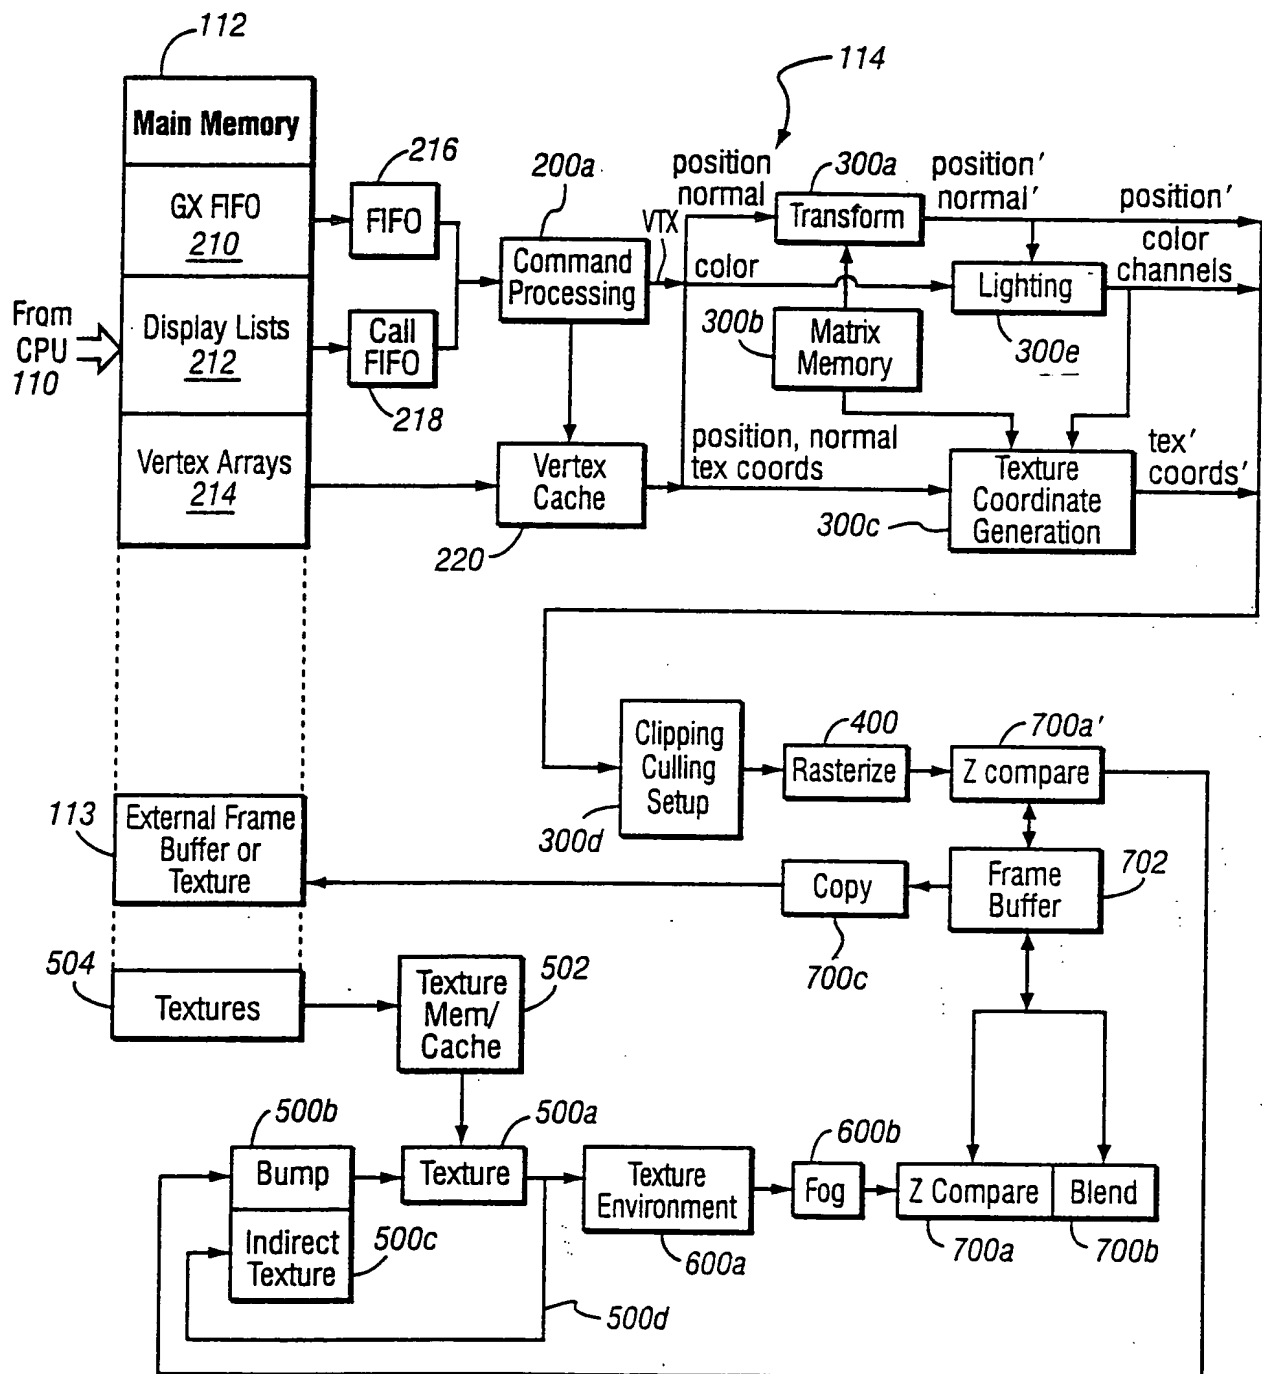 112
114
Main Memory
216
200a
position
normal
300a
position′
normal′
position′
GX FIFO
210
FIFO
VTX
Transform
color
channels
Command
Processing
color
Lighting
From
CPU
110
Display Lists
212
Call
FIFO
300b
Matrix
Memory
300e
218
Vertex Arrays
214
Vertex
Cache
position, normal
tex coords
Texture
Coordinate
Generation
tex′
coords′
220
300c
Clipping
Culling
Setup
400
700a′
Rasterize
Z compare
300d
113
External Frame
Buffer or
Texture
Copy
Frame
Buffer
702
700c
504
Textures
Texture
Mem/
Cache
502
500b
500a
600b
Bump
Texture
Texture
Environment
Fog
Z Compare
Blend
Indirect
Texture
500c
600a
700a
700b
500d